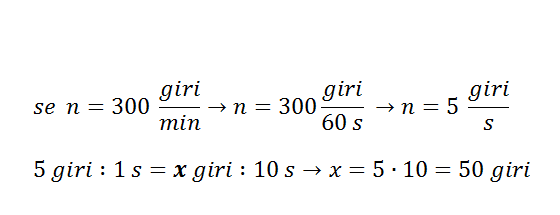 se n = 300 giri/min → n = 300 giri/60 s → n = 5 giri/s
5 giri : 1 s = x giri : 10 s → x = 5 · 10 = 50 giri